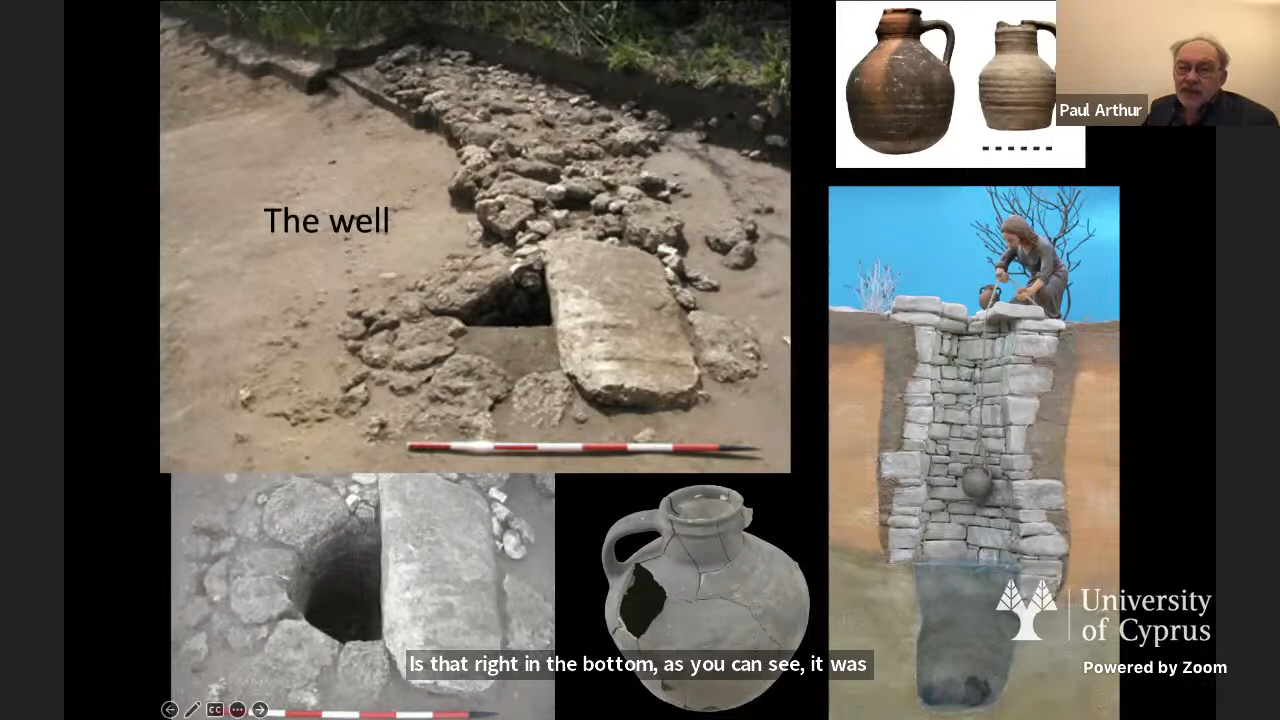 Paul Arthur
The well
University
of Cyprus
Is that right in the bottom, as you can see, it was
Powered by Zoom
CC